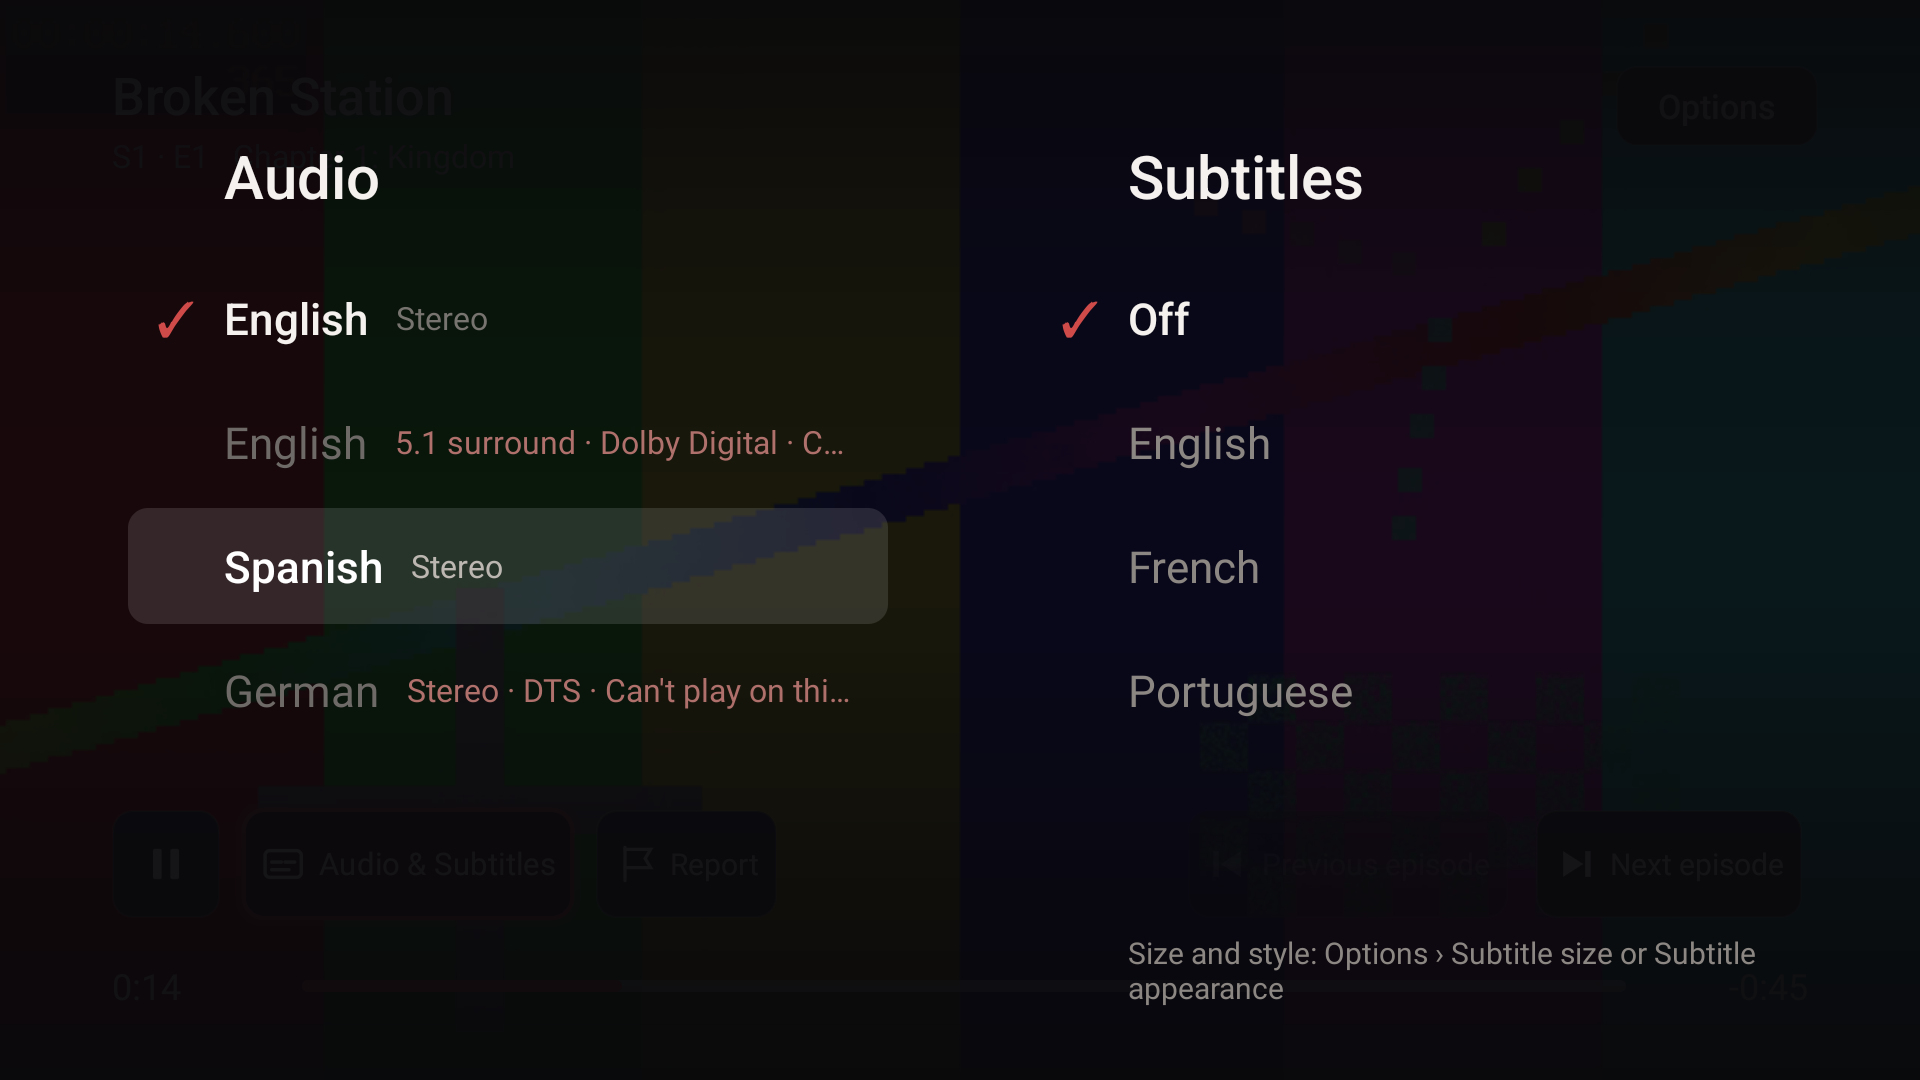 Broken Station
Options
S1 · E1
Kingdom
Audio
Subtitles
✓ English Stereo
✓ Off
English 5.1 surround · Dolby Digital · C...
English
Spanish Stereo
French
German Stereo · DTS · Can't play on thi...
Portuguese
Audio & Subtitles
Report
Previous episode
Next episode
Size and style: Options › Subtitle size or Subtitle
appearance
0:14
-0:45